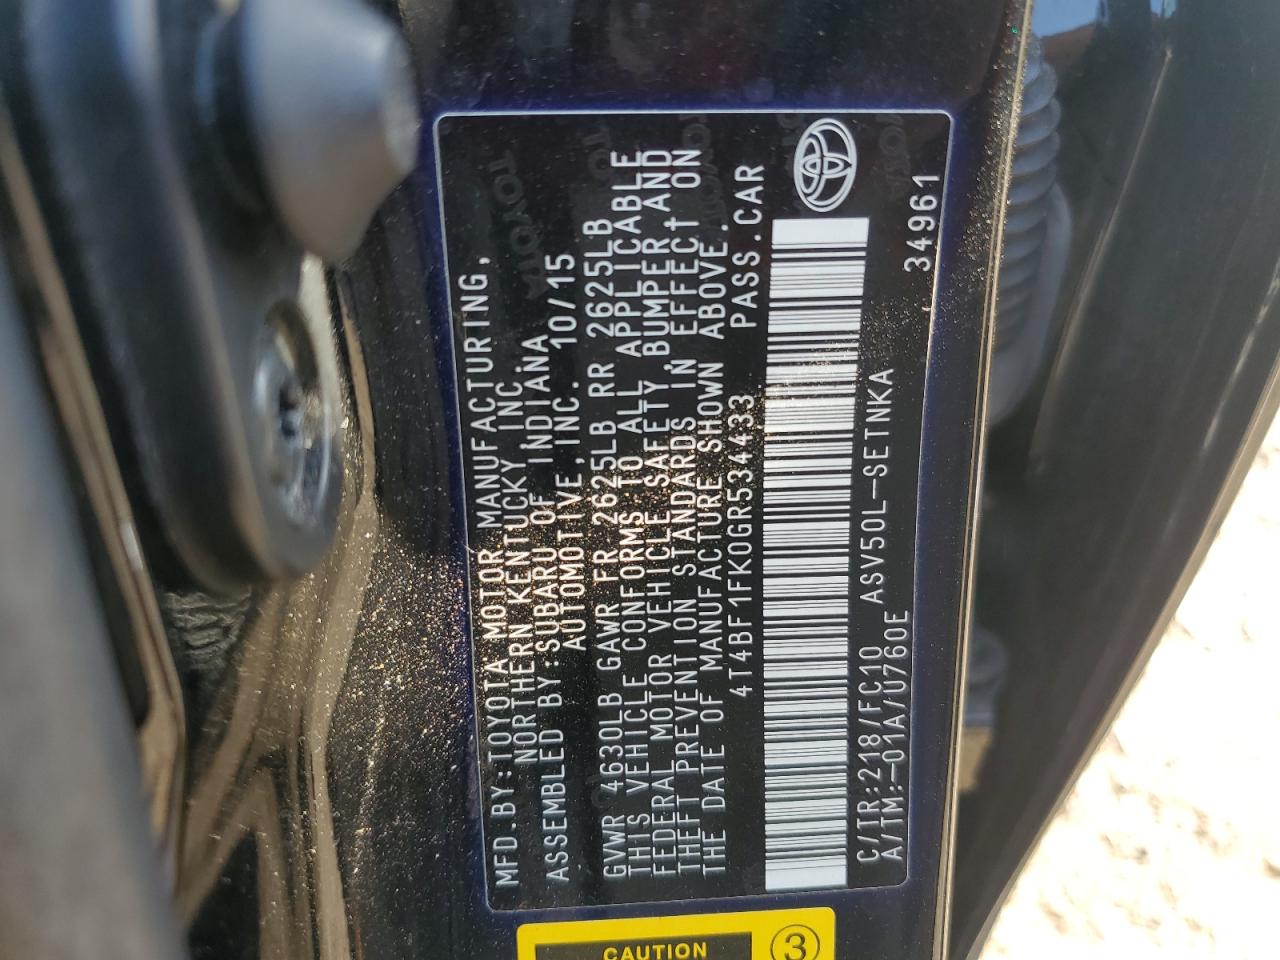 MFD.BY:TOYOTA MOTOR MANUFACTURING,
NORTHERN KENTUCKY INC.
ASSEMBLED BY:SUBARU OF INDIANA
AUTOMOTIVE,INC. 10/15
GVWR 4630LB GAWR FR 2625LB RR 2625LB
THIS VEHICLE CONFORMS TO ALL APPLICABLE
FEDERAL MOTOR VEHICLE SAFETY,BUMPER AND
THEFT PREVENTION STANDARDS IN EFFECT ON
THE DATE OF MANUFACTURE SHOWN ABOVE.
4T4BF1FK0GR534433 PASS.CAR
C/TR:218/FC10 ASV50L-SETNKA
A/TM:-01A/U760E 34961
CAUTION 3